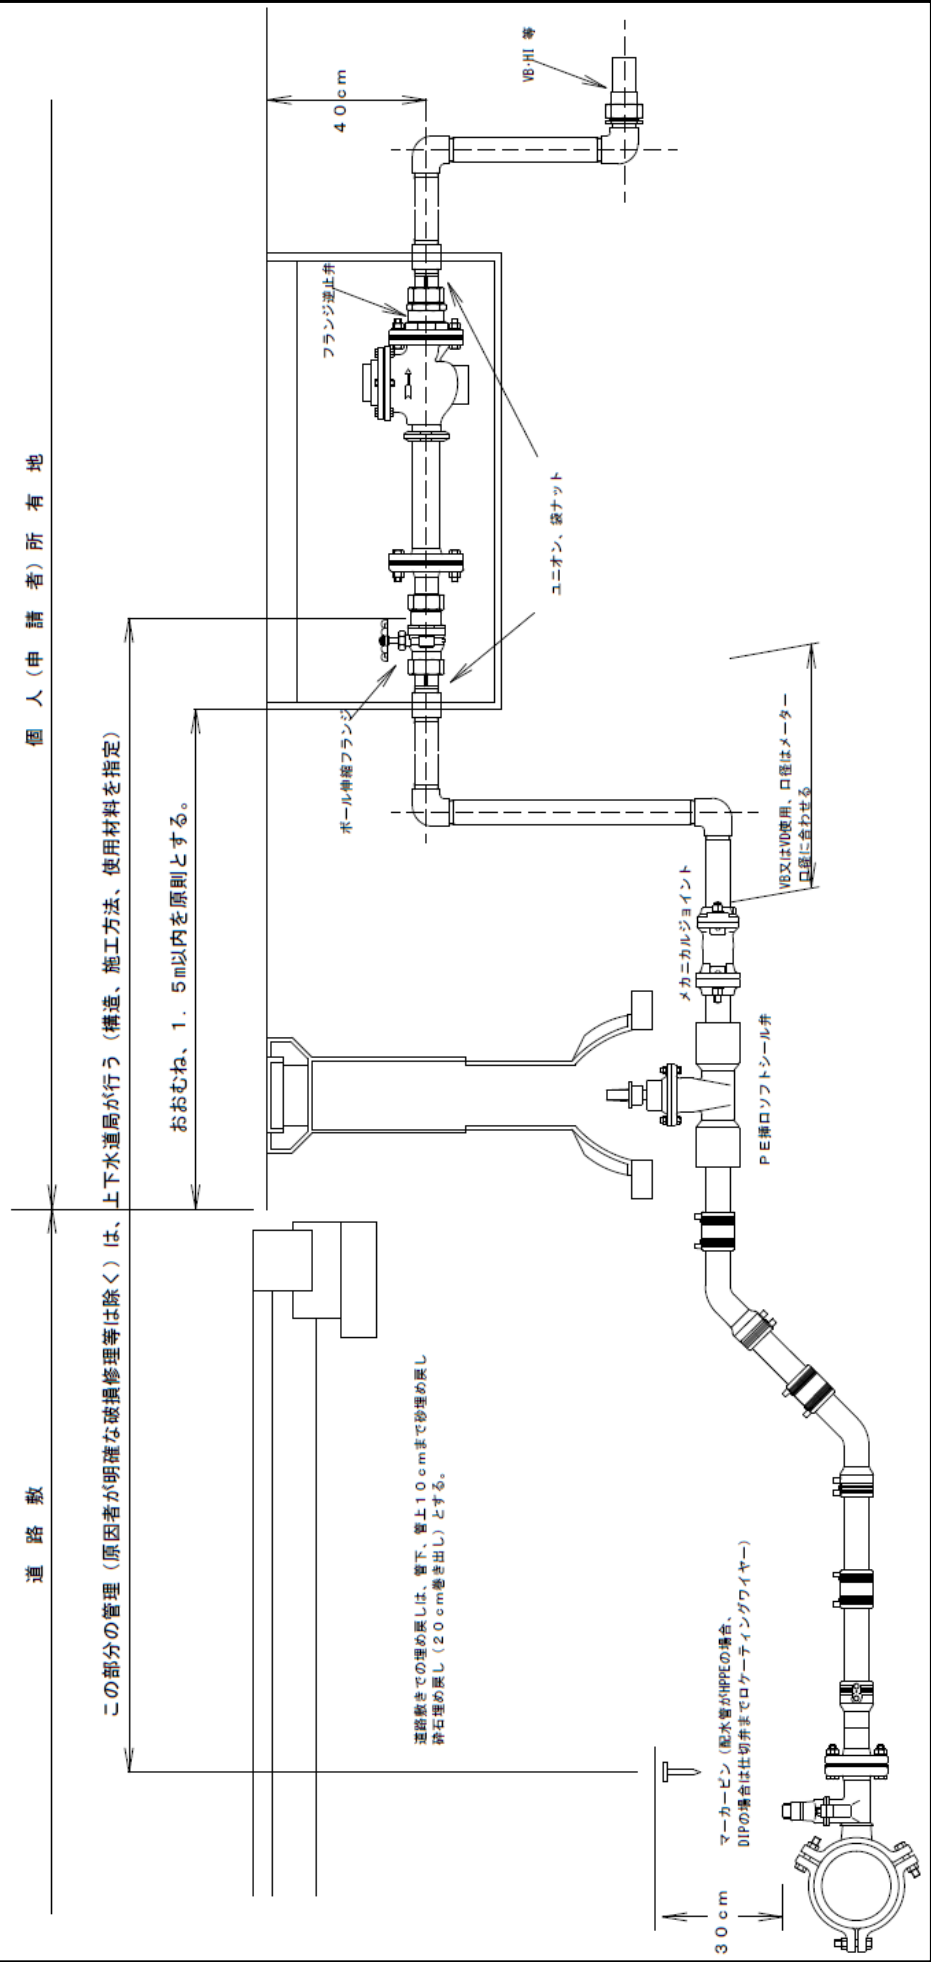 道路敷
個人(申請者)所有地
この部分の管理(原因者が明確な破損修理等は除く)は、上下水道局が行う(構造、施工方法、使用材料を指定)
おおむね、1.5m以内を原則とする。
40cm
フランジ逆止弁
ボール伸縮フランジ
道路敷きでの埋め戻しは、管下、管上10cmまで砂埋め戻し
砕石埋め戻し(20cm巻き出し)とする。
VB・HI 等
ユニオン、袋ナット
メカニカルジョイント
VB又はVD使用、口径はメーター
口径に合わせる
PE挿口ソフトシール弁
マーカーピン(配水管がHPPEの場合、
DIPの場合は仕切弁までロケーティングワイヤー)
30cm